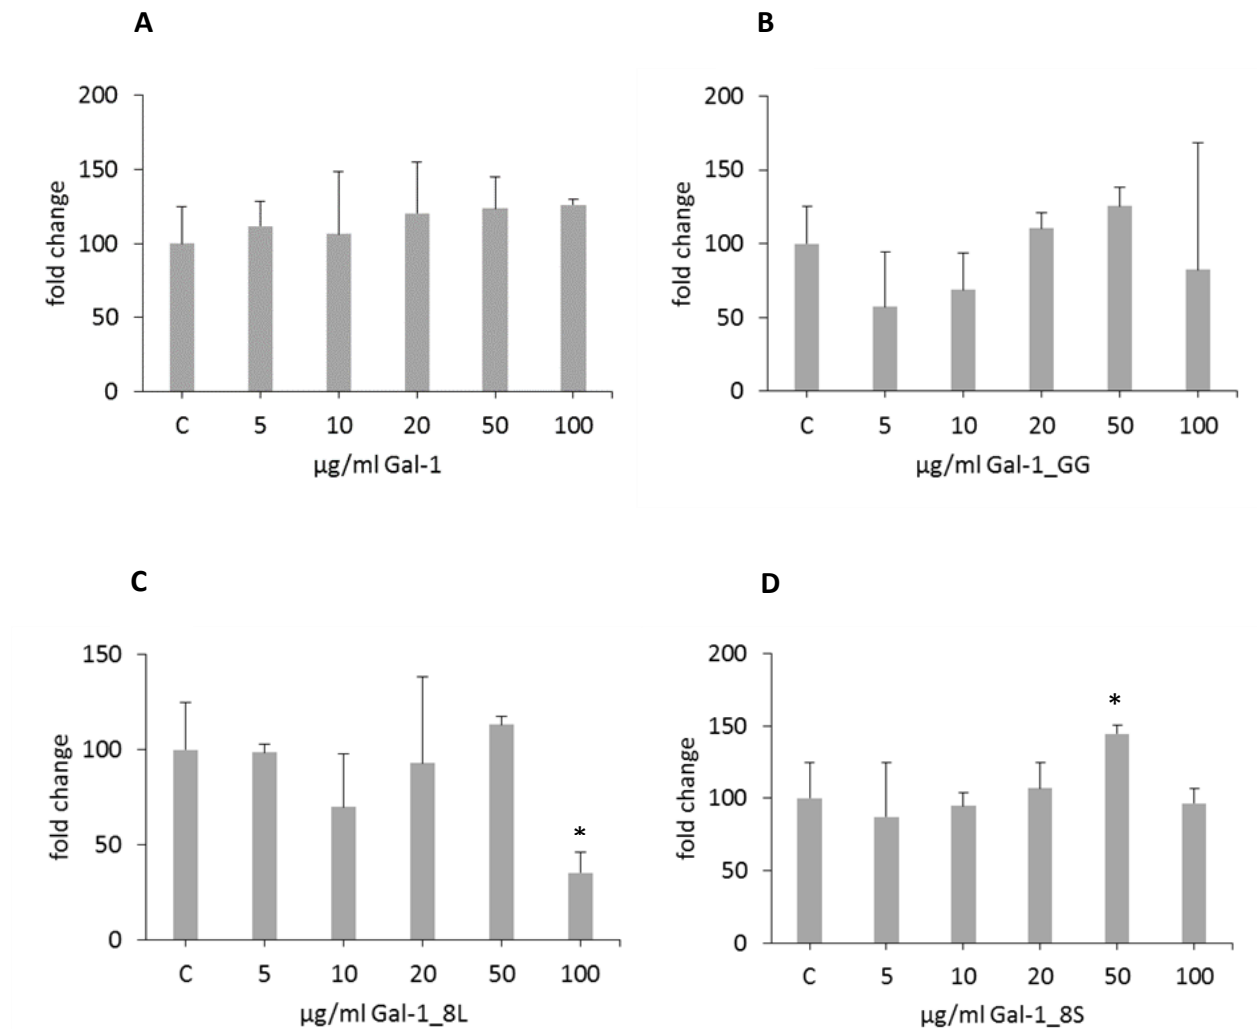 A
200
150
100
50
0
fold change
C 5 10 20 50 100
µg/ml Gal-1
B
200
150
100
50
0
fold change
C 5 10 20 50 100
µg/ml Gal-1_GG
C
150
100
50
0
fold change
*
C 5 10 20 50 100
µg/ml Gal-1_8L
D
200
150
100
50
0
fold change
*
C 5 10 20 50 100
µg/ml Gal-1_8S